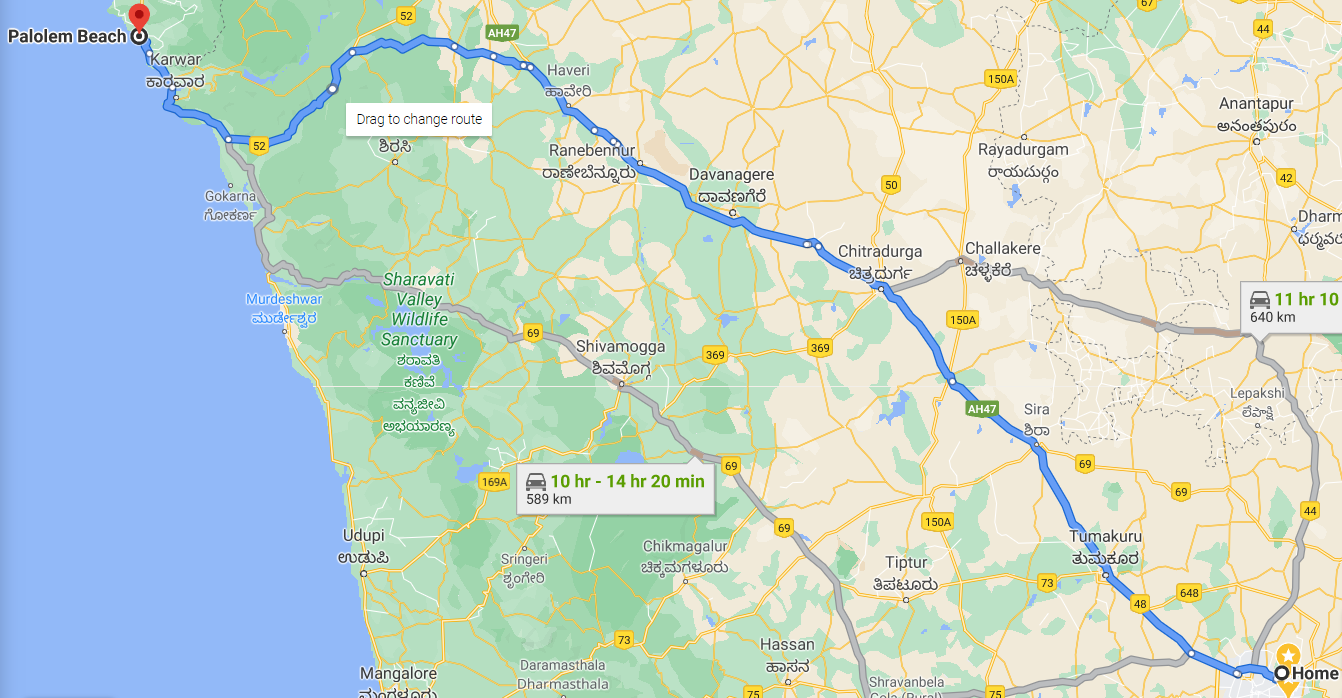 67
52
AH47
44
Palolem Beach
Karwar
ಕಾರವಾರ
Haveri
ಹಾವೇರಿ
150A
Anantapur
ಅನಂತಪುರಂ
Drag to change route
52
ಶಿರಸಿ
Ranebennur
ರಾಣೇಬೆನ್ನೂರು
Rayadurgam
ರಾಯದುರ್ಗಂ
Davanagere
ದಾವಣಗೆರೆ
50
42
Gokarna
ಗೋಕರ್ಣ
Dharm
ಧರ್ಮವರ
Chitradurga
ಚಿತ್ರದುರ್ಗ
Challakere
ಚಳ್ಳಕೆರೆ
Murdeshwar
ಮುರ್ಡೇಶ್ವರ
Sharavati
Valley
Wildlife
Sanctuary
ಶರಾವತಿ
ಕಣಿವೆ
ವನ್ಯಜೀವಿ
ಅಭಯಾರಣ್ಯ
11 hr 10
640 km
69
150A
Shivamogga
ಶಿವಮೊಗ್ಗ
369
369
Lepakshi
ಲೇಪಾಕ್ಷಿ
AH47
Sira
ಶಿರಾ
69
69
69
169A
10 hr - 14 hr 20 min
589 km
44
69
150A
Udupi
ಉಡುಪಿ
Sringeri
ಶೃಂಗೇರಿ
Chikmagalur
ಚಿಕ್ಕಮಗಳೂರು
Tiptur
ತಿಪಟೂರು
Tumakuru
ತುಮಕೂರು
73
648
48
73
Hassan
ಹಾಸನ
Mangalore
ಮಂಗಳೂರು
Daramasthala
Dharmasthala
Shravanbela
Gola (Rural)
75
75
Home